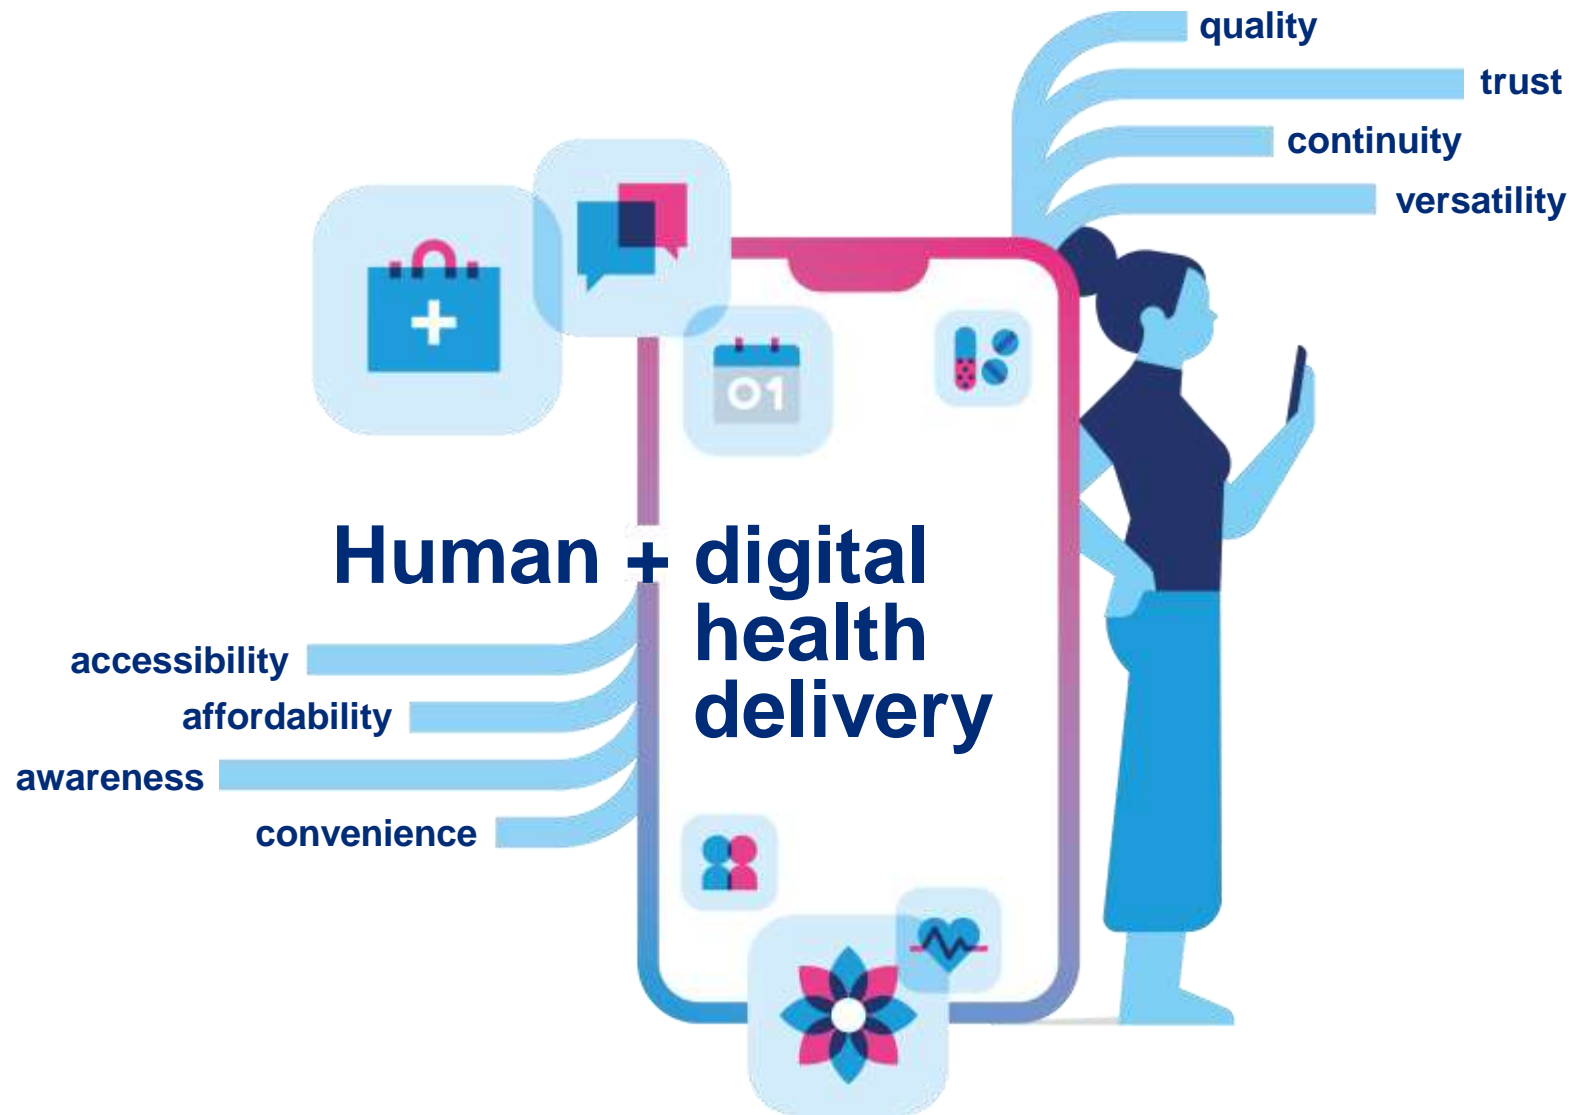 quality
trust
continuity
versatility
01
Human + digital
health
delivery
accessibility
affordability
awareness
convenience